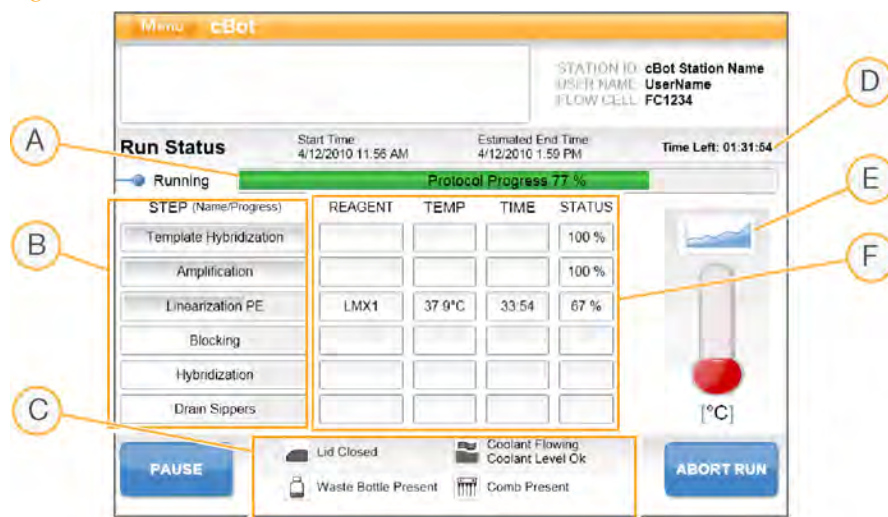 Menu cBot
STATION ID cBot Station Name
USER NAME UserName
FLOW CELL FC1234
D
A
Run Status
Start Time
4/12/2010 11.56 AM
Estimated End Time
4/12/2010 1.59 PM
Time Left: 01:31:54
Running
Protocol Progress 77 %
E
STEP (Name/Progress) REAGENT TEMP TIME STATUS
Template Hybridization 100 %
B
Amplification 100 %
F
Linearization PE LMX1 37.9°C 33:54 67 %
Blocking
Hybridization
C
Drain Sippers
[°C]
PAUSE
Lid Closed
Coolant Flowing
Coolant Level Ok
Waste Bottle Present
Comb Present
ABORT RUN